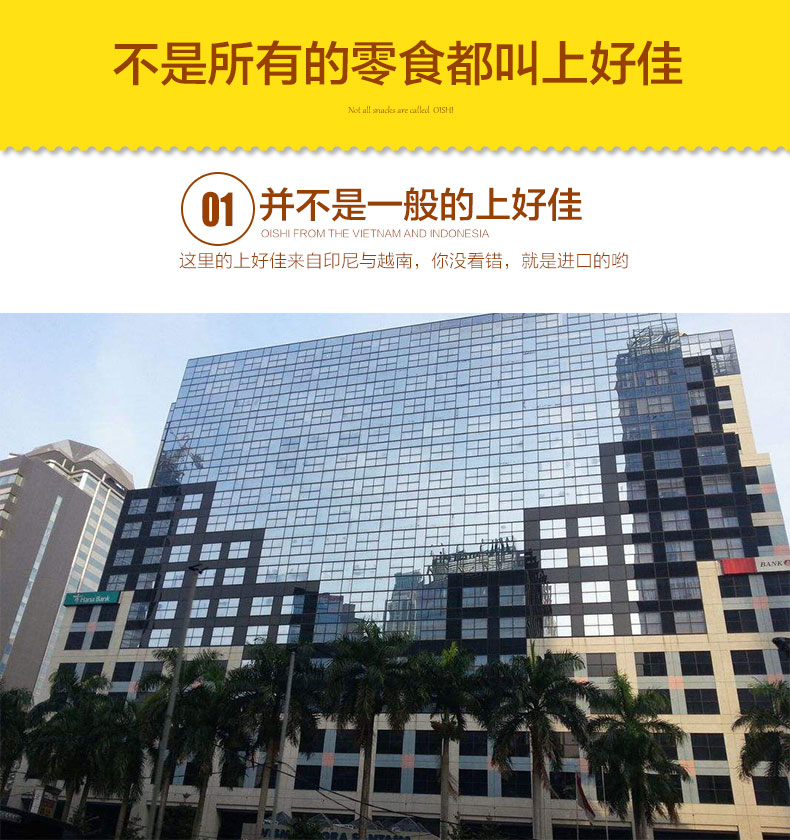 不是所有的零食都叫上好佳
Not all snacks are called OISHI
01
并不是一般的上好佳
OISHI FROM THE VIETNAM AND INDONESIA
这里的上好佳来自印尼与越南，你没看错，就是进口的哟
Hana Bank
BANK